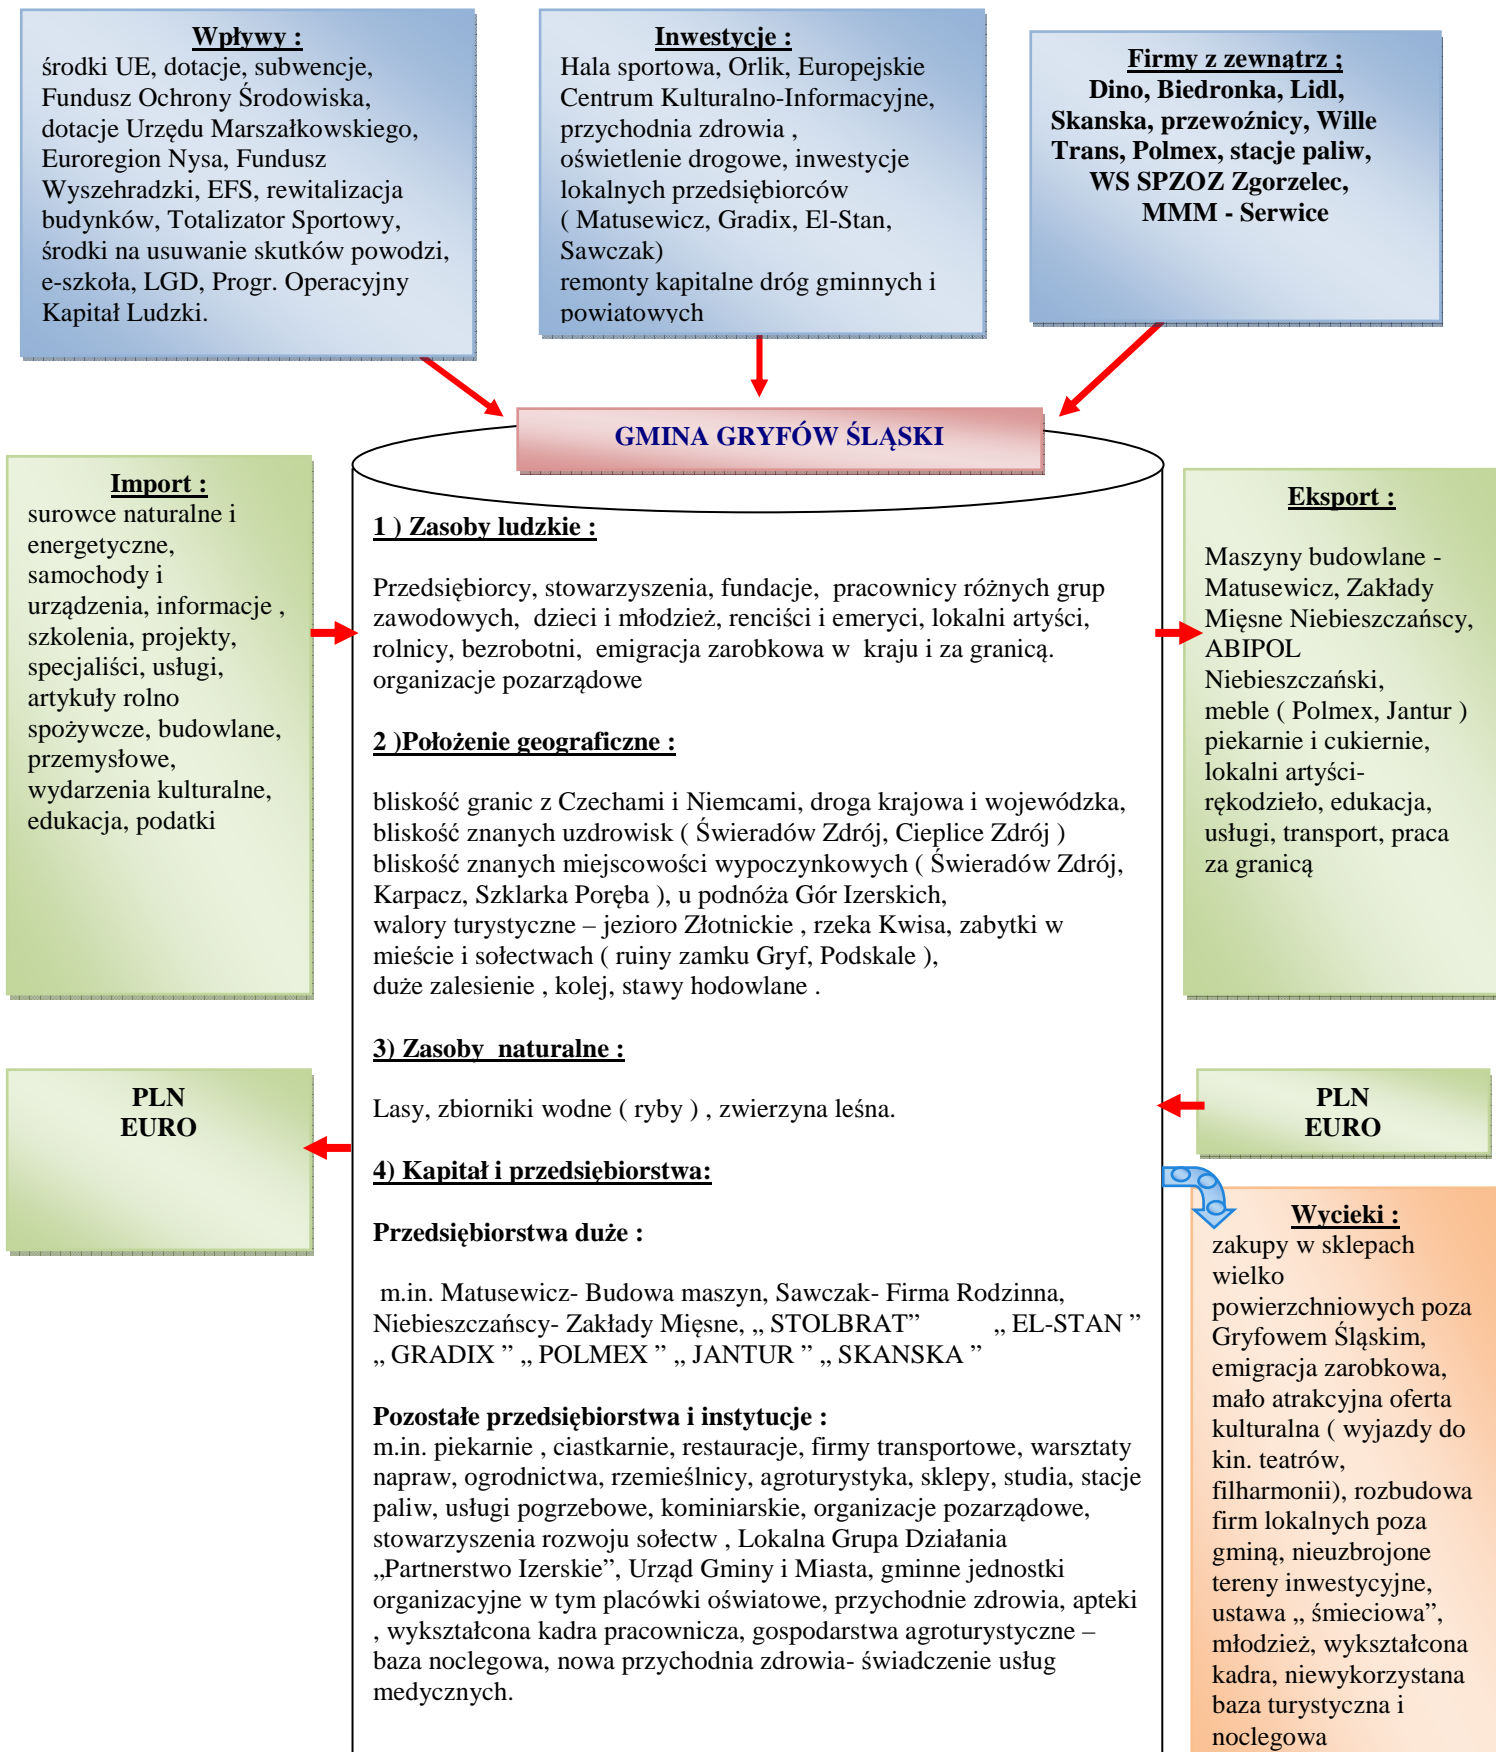 Wpływy :
środki UE, dotacje, subwencje,
Fundusz Ochrony Środowiska,
dotacje Urzędu Marszałkowskiego,
Euroregion Nysa, Fundusz
Wyszehradzki, EFS, rewitalizacja
budynków, Totalizator Sportowy,
środki na usuwanie skutków powodzi,
e-szkoła, LGD, Progr. Operacyjny
Kapitał Ludzki.
Inwestycje :
Hala sportowa, Orlik, Europejskie
Centrum Kulturalno-Informacyjne,
przychodnia zdrowia ,
oświetlenie drogowe, inwestycje
lokalnych przedsiębiorców
( Matusewicz, Gradix, El-Stan,
Sawczak)
remonty kapitalne dróg gminnych i
powiatowych
Firmy z zewnątrz ;
Dino, Biedronka, Lidl,
Skanska, przewoźnicy, Wille
Trans, Polmex, stacje paliw,
WS SPZOZ Zgorzelec,
MMM - Serwice
GMINA GRYFÓW ŚLĄSKI
Import :
surowce naturalne i
energetyczne,
samochody i
urządzenia, informacje ,
szkolenia, projekty,
specjaliści, usługi,
artykuły rolno
spożywcze, budowlane,
przemysłowe,
wydarzenia kulturalne,
edukacja, podatki
1 ) Zasoby ludzkie :
Przedsiębiorcy, stowarzyszenia, fundacje,  pracownicy różnych grup
zawodowych,  dzieci i młodzież, renciści i emeryci, lokalni artyści,
rolnicy, bezrobotni,  emigracja zarobkowa w  kraju i za granicą.
organizacje pozarządowe
2 )Położenie geograficzne :
bliskość granic z Czechami i Niemcami, droga krajowa i wojewódzka,
bliskość znanych uzdrowisk ( Świeradów Zdrój, Cieplice Zdrój )
bliskość znanych miejscowości wypoczynkowych ( Świeradów Zdrój,
Karpacz, Szklarka Poręba ), u podnóża Gór Izerskich,
walory turystyczne – jezioro Złotnickie , rzeka Kwisa, zabytki w
mieście i sołectwach ( ruiny zamku Gryf, Podskale ),
duże zalesienie , kolej, stawy hodowlane .
3) Zasoby  naturalne :
Lasy, zbiorniki wodne ( ryby ) , zwierzyna leśna.
4) Kapitał i przedsiębiorstwa:
Przedsiębiorstwa duże :
m.in. Matusewicz- Budowa maszyn, Sawczak- Firma Rodzinna,
Niebieszczańscy- Zakłady Mięsne, „ STOLBRAT”          „ EL-STAN ”
„ GRADIX ” „ POLMEX ” „ JANTUR ” „ SKANSKA ”
Pozostałe przedsiębiorstwa i instytucje :
m.in. piekarnie , ciastkarnie, restauracje, firmy transportowe, warsztaty
napraw, ogrodnictwa, rzemieślnicy, agroturystyka, sklepy, studia, stacje
paliw, usługi pogrzebowe, kominiarskie, organizacje pozarządowe,
stowarzyszenia rozwoju sołectw , Lokalna Grupa Działania
„Partnerstwo Izerskie”, Urząd Gminy i Miasta, gminne jednostki
organizacyjne w tym placówki oświatowe, przychodnie zdrowia, apteki
, wykształcona kadra pracownicza, gospodarstwa agroturystyczne –
baza noclegowa, nowa przychodnia zdrowia- świadczenie usług
medycznych.
Eksport :
Maszyny budowlane -
Matusewicz, Zakłady
Mięsne Niebieszczańscy,
ABIPOL
Niebieszczański,
meble ( Polmex, Jantur )
piekarnie i cukiernie,
lokalni artyści-
rękodzieło, edukacja,
usługi, transport, praca
za granicą
PLN
EURO
PLN
EURO
Wycieki :
zakupy w sklepach
wielko
powierzchniowych poza
Gryfowem Śląskim,
emigracja zarobkowa,
mało atrakcyjna oferta
kulturalna ( wyjazdy do
kin. teatrów,
filharmonii), rozbudowa
firm lokalnych poza
gminą, nieuzbrojone
tereny inwestycyjne,
ustawa „ śmieciowa”,
młodzież, wykształcona
kadra, niewykorzystana
baza turystyczna i
noclegowa